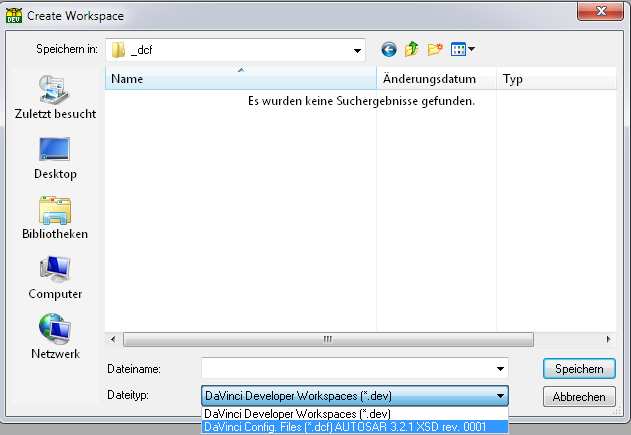 DEV
Create Workspace
Speichern in:
_dcf
Name
Änderungsdatum
Typ
Es wurden keine Suchergebnisse gefunden.
Zuletzt besucht
Desktop
Bibliotheken
Computer
Netzwerk
Dateiname:
Speichern
Dateityp:
DaVinci Developer Workspaces (*.dev)
Abbrechen
DaVinci Developer Workspaces (*.dev)
DaVinci Config. Files (*.dcf) AUTOSAR 3.2.1 XSD rev. 0001